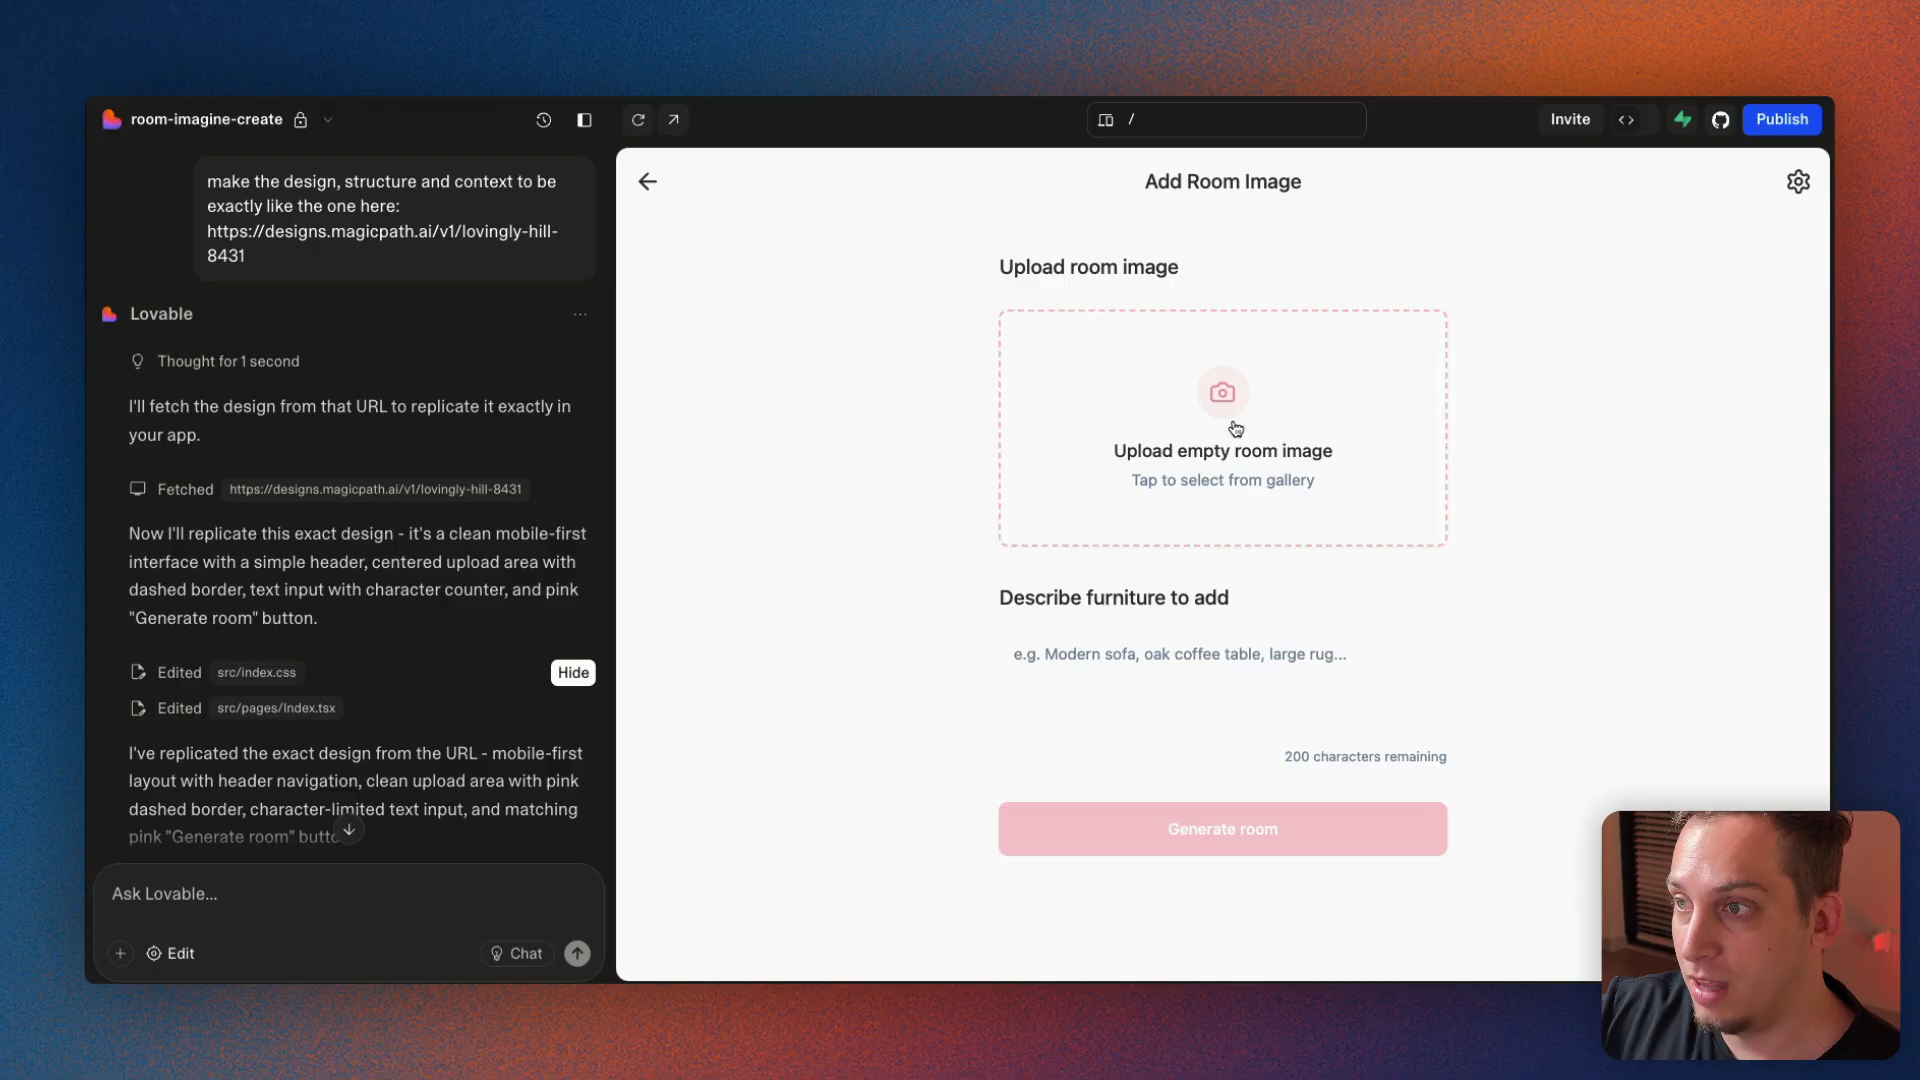 room-imagine-create
/
Invite
Publish
make the design, structure and context to be
exactly like the one here:
https://designs.magicpath.ai/v1/lovingly-hill-
8431
Lovable
Thought for 1 second
I'll fetch the design from that URL to replicate it exactly in
your app.
Fetched https://designs.magicpath.ai/v1/lovingly-hill-8431
Now I'll replicate this exact design - it's a clean mobile-first
interface with a simple header, centered upload area with
dashed border, text input with character counter, and pink
"Generate room" button.
Edited src/index.css
Hide
Edited src/pages/Index.tsx
I've replicated the exact design from the URL - mobile-first
layout with header navigation, clean upload area with pink
dashed border, character-limited text input, and matching
pink "Generate room"
Ask Lovable...
Edit
Chat
Add Room Image
Upload room image
Upload empty room image
Tap to select from gallery
Describe furniture to add
e.g. Modern sofa, oak coffee table, large rug...
200 characters remaining
Generate room